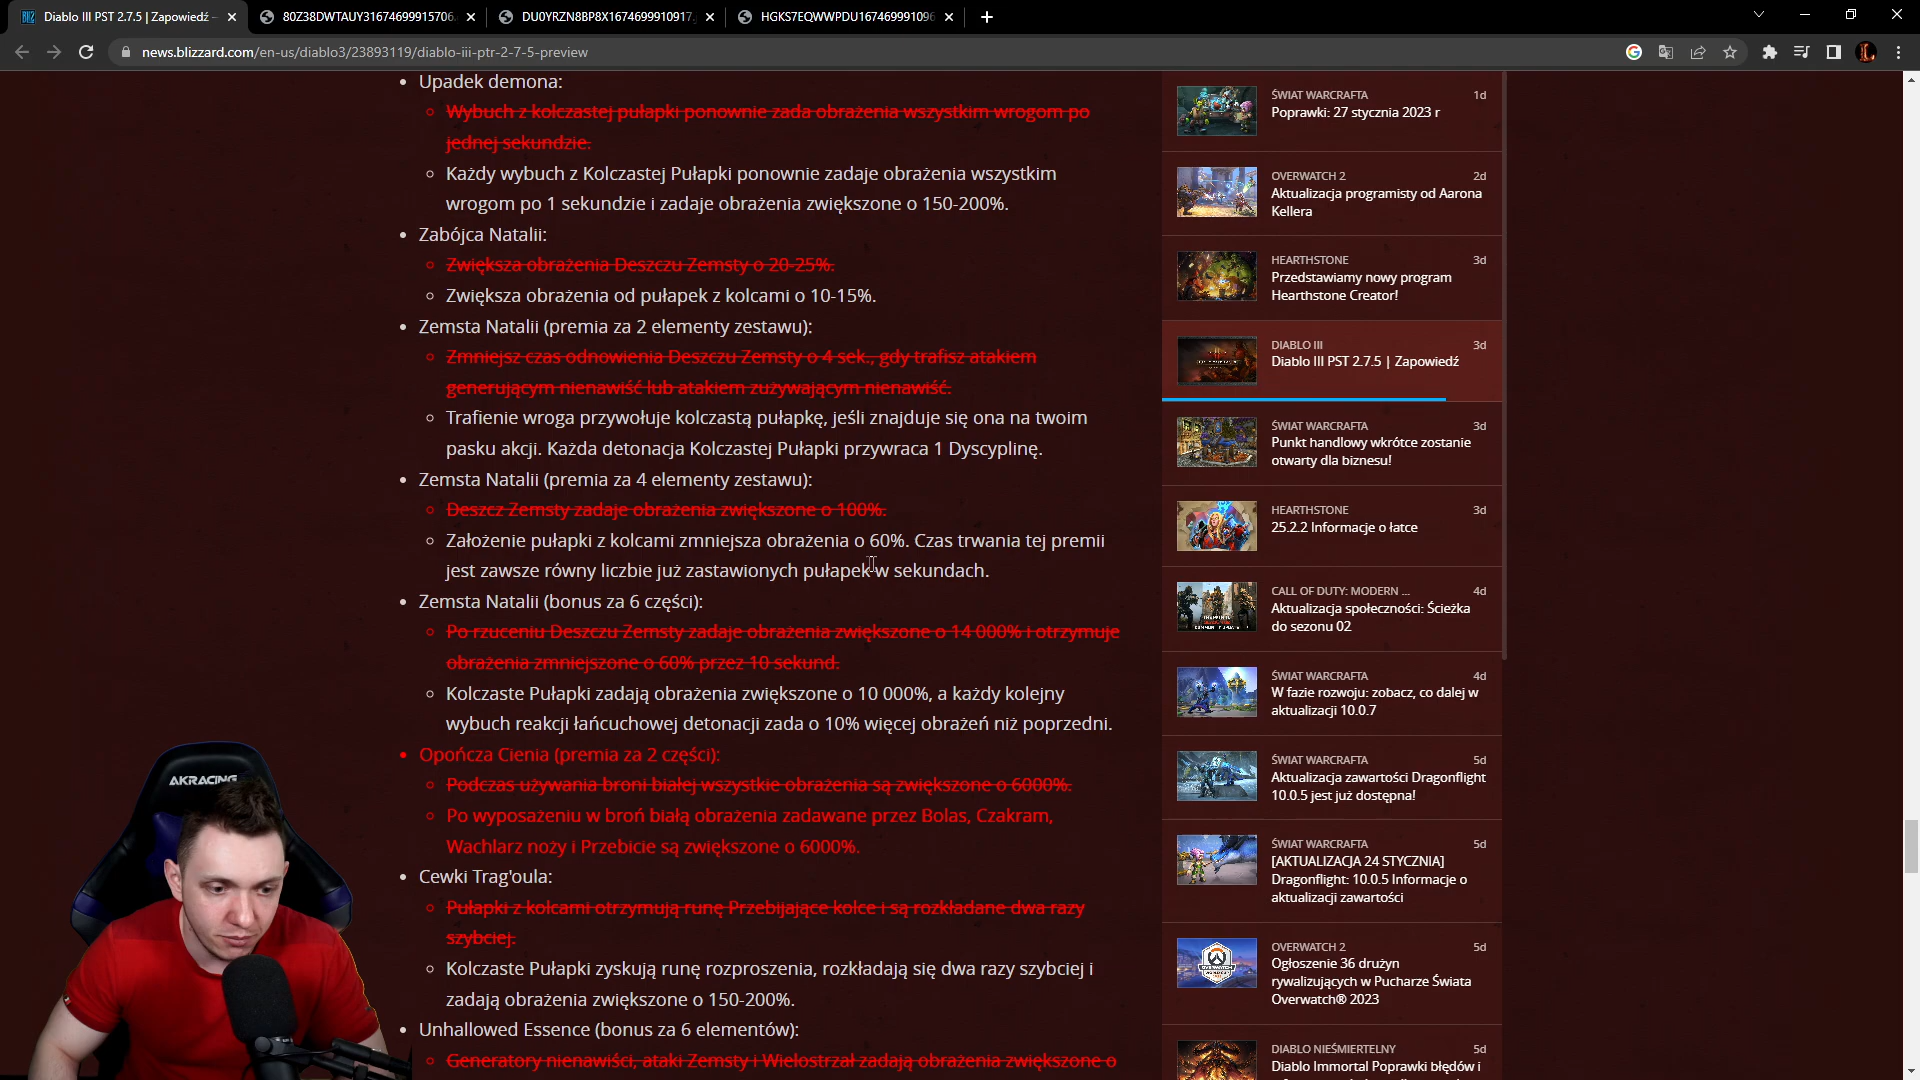 Diablo III PST 2.7.5 | Zapowiedź
80Z38DWTAUY31674699915706.
DU0YRZN8BP8X1674699910917.
HGKS7EQWWPDU167469991096
news.blizzard.com/en-us/diablo3/23893119/diablo-iii-ptr-2-7-5-preview
Upadek demona:
Wybuch z kolczastej pułapki ponownie zada obrażenia wszystkim wrogom po
jednej sekundzie.
Każdy wybuch z Kolczastej Pułapki ponownie zadaje obrażenia wszystkim
wrogom po 1 sekundzie i zadaje obrażenia zwiększone o 150-200%.
Zabójca Natalii:
Zwiększa obrażenia Deszczu Zemsty o 20-25%.
Zwiększa obrażenia od pułapek z kolcami o 10-15%.
Zemsta Natalii (premia za 2 elementy zestawu):
Zmniejsz czas odnowienia Deszczu Zemsty o 4 sek., gdy trafisz atakiem
generującym nienawiść lub atakiem zużywającym nienawiść.
Trafienie wroga przywołuje kolczastą pułapkę, jeśli znajduje się ona na twoim
pasku akcji. Każda detonacja Kolczastej Pułapki przywraca 1 Dyscyplinę.
Zemsta Natalii (premia za 4 elementy zestawu):
Deszcz Zemsty zadaje obrażenia zwiększone o 100%.
Założenie pułapki z kolcami zmniejsza obrażenia o 60%. Czas trwania tej premii
jest zawsze równy liczbie już zastawionych pułapek w sekundach.
Zemsta Natalii (bonus za 6 części):
Po rzuceniu Deszczu Zemsty zadaje obrażenia zwiększone o 14 000% i otrzymuje
obrażenia zmniejszone o 60% przez 10 sekund.
Kolczaste Pułapki zadają obrażenia zwiększone o 10 000%, a każdy kolejny
wybuch reakcji łańcuchowej detonacji zada o 10% więcej obrażeń niż poprzedni.
Opończa Cienia (premia za 2 części):
Podczas używania broni białej wszystkie obrażenia są zwiększone o 6000%.
Po wyposażeniu w broń białą obrażenia zadawane przez Bolas, Czakram,
Wachlarz noży i Przebicie są zwiększone o 6000%.
Cewki Trag'oula:
Pułapki z kolcami otrzymują runę Przebijające kolce i są rozkładane dwa razy
szybciej.
Kolczaste Pułapki zyskują runę rozproszenia, rozkładają się dwa razy szybciej i
zadają obrażenia zwiększone o 150-200%.
Unhallowed Essence (bonus za 6 elementów):
Generatory nienawiści, ataki Zemsty i Wielostrzał zadają obrażenia zwiększone o
ŚWIAT WARCRAFTA 1d
Poprawki: 27 stycznia 2023 r
OVERWATCH 2 2d
Aktualizacja programisty od Aarona
Kellera
HEARTHSTONE 3d
Przedstawiamy nowy program
Hearthstone Creator!
DIABLO III 3d
Diablo III PST 2.7.5 | Zapowiedź
ŚWIAT WARCRAFTA 3d
Punkt handlowy wkrótce zostanie
otwarty dla biznesu!
HEARTHSTONE 3d
25.2.2 Informacje o łatce
CALL OF DUTY: MODERN ... 4d
Aktualizacja społeczności: Ścieżka
do sezonu 02
ŚWIAT WARCRAFTA 4d
W fazie rozwoju: zobacz, co dalej w
aktualizacji 10.0.7
ŚWIAT WARCRAFTA 5d
Aktualizacja zawartości Dragonflight
10.0.5 jest już dostępna!
ŚWIAT WARCRAFTA 5d
[AKTUALIZACJA 24 STYCZNIA]
Dragonflight: 10.0.5 Informacje o
aktualizacji zawartości
OVERWATCH 2 5d
Ogłoszenie 36 drużyn
rywalizujących w Pucharze Świata
Overwatch® 2023
DIABLO NIEŚMIERTELNY 5d
Diablo Immortal Poprawki błędów i
AKRACING